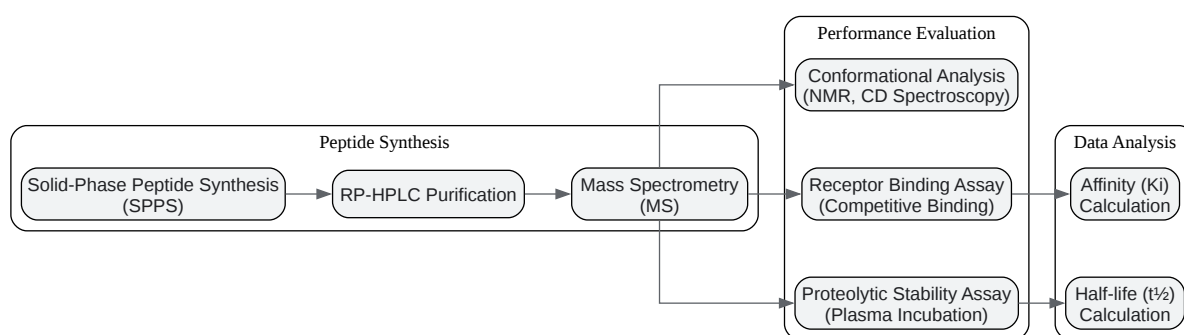 Peptide Synthesis
Solid-Phase Peptide Synthesis
(SPPS)
RP-HPLC Purification
Mass Spectrometry
(MS)
Performance Evaluation
Conformational Analysis
(NMR, CD Spectroscopy)
Receptor Binding Assay
(Competitive Binding)
Proteolytic Stability Assay
(Plasma Incubation)
Data Analysis
Affinity (Ki)
Calculation
Half-life (t½)
Calculation